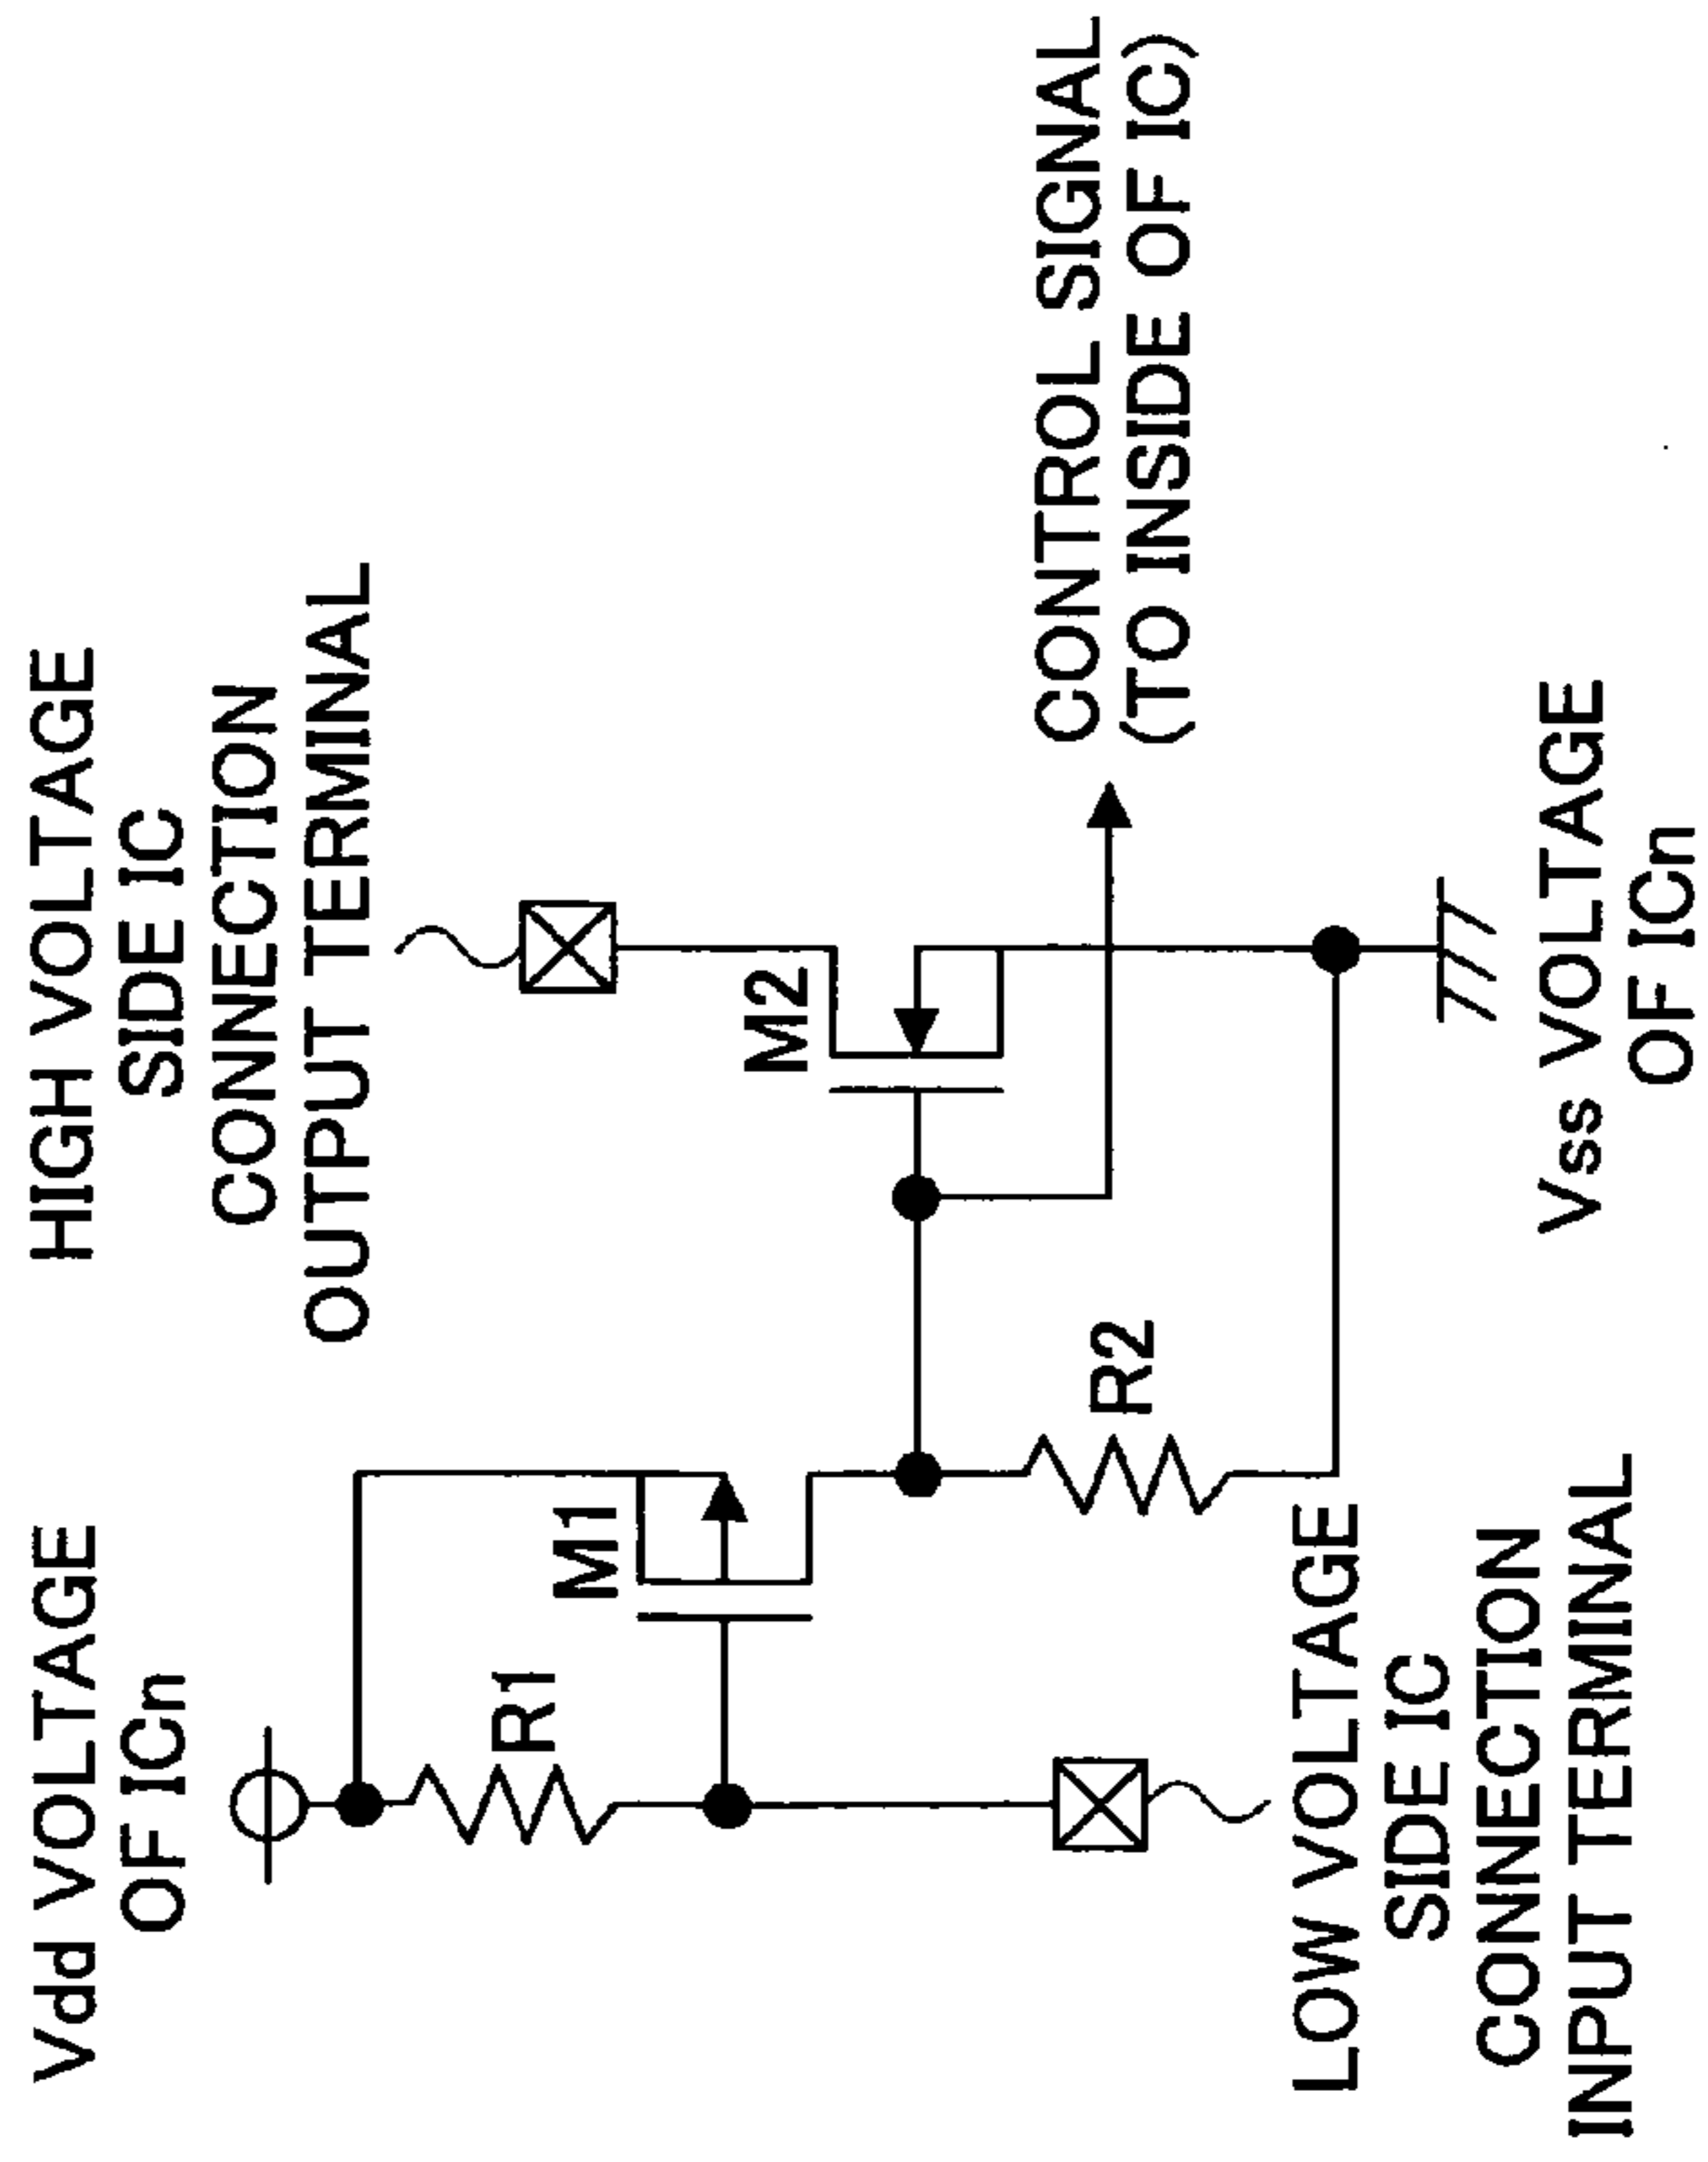 Vdd VOLTAGE
OF ICn
HIGH VOLTAGE
SIDE IC
CONNECTION
OUTPUT TERMINAL
R1
M1
M2
R2
CONTROL SIGNAL
(TO INSIDE OF IC)
LOW VOLTAGE
SIDE IC
CONNECTION
INPUT TERMINAL
Vss VOLTAGE
OF ICn